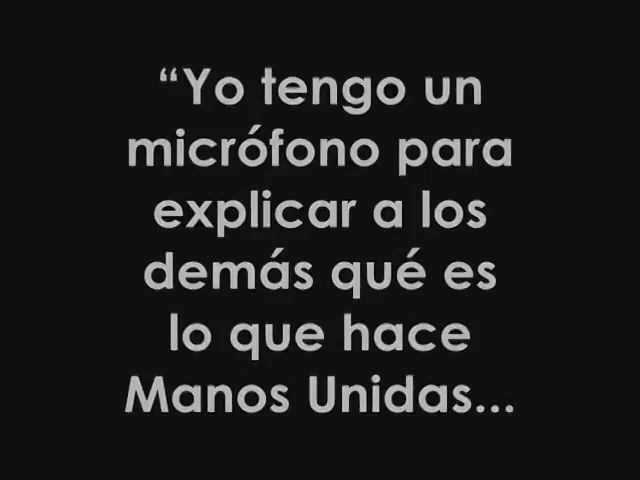 “Yo tengo un
micrófono para
explicar a los
demás qué es
lo que hace
Manos Unidas...